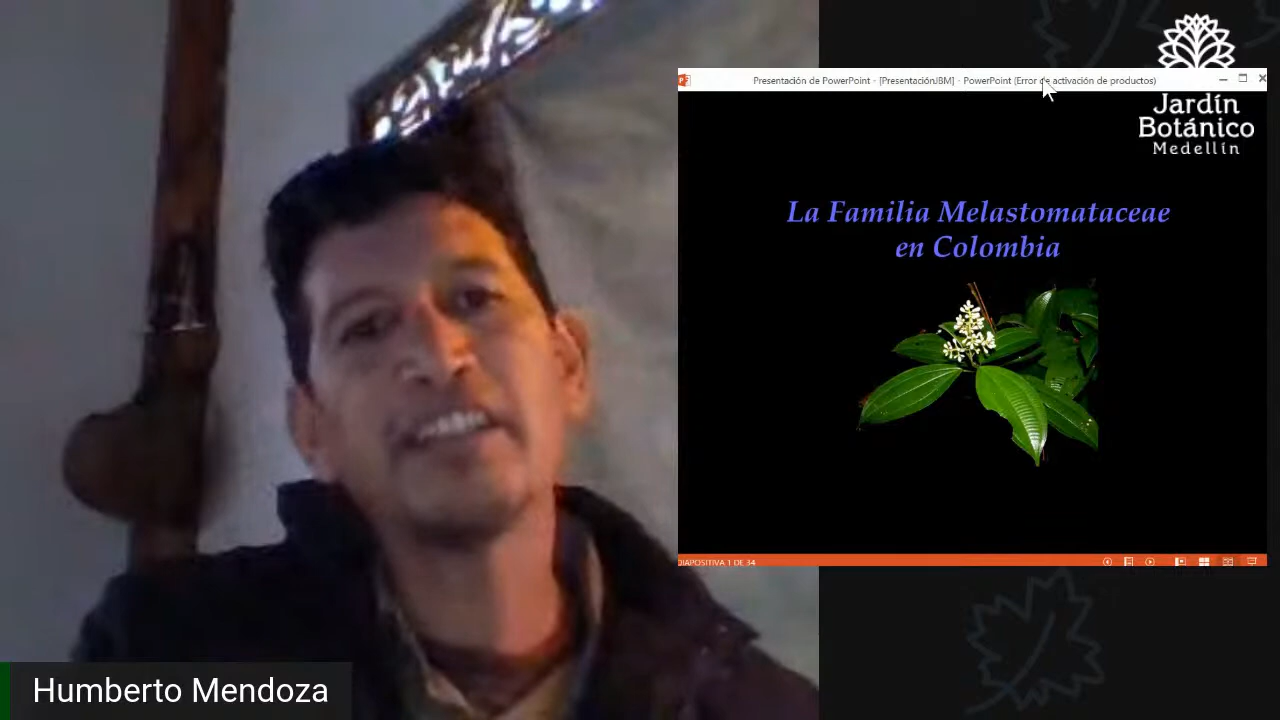 Presentación de PowerPoint - [PresentaciónJBM] - PowerPoint (Error de activación de productos)
Jardín
Botánico
Medellín
La Familia Melastomataceae
en Colombia
DIAPOSITIVA 1 DE 34
Humberto Mendoza